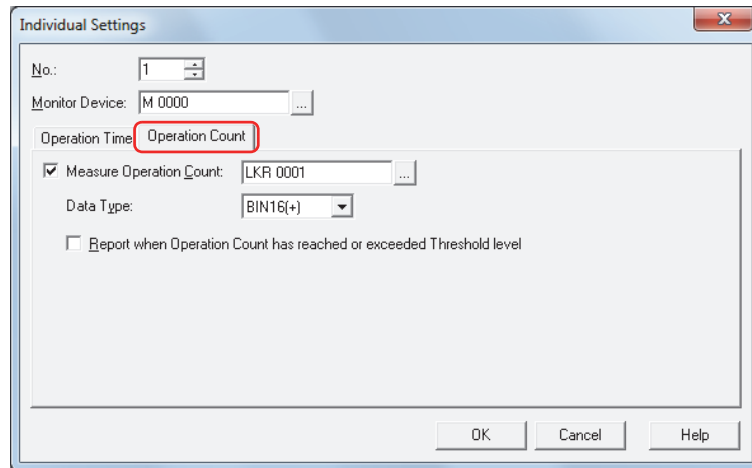 Individual Settings
x
No.: 1
Monitor Device: M 0000 ...
Operation Time Operation Count
Measure Operation Count: LKR 0001 ...
Data Type: BIN16(+)
Report when Operation Count has reached or exceeded Threshold level
OK Cancel Help